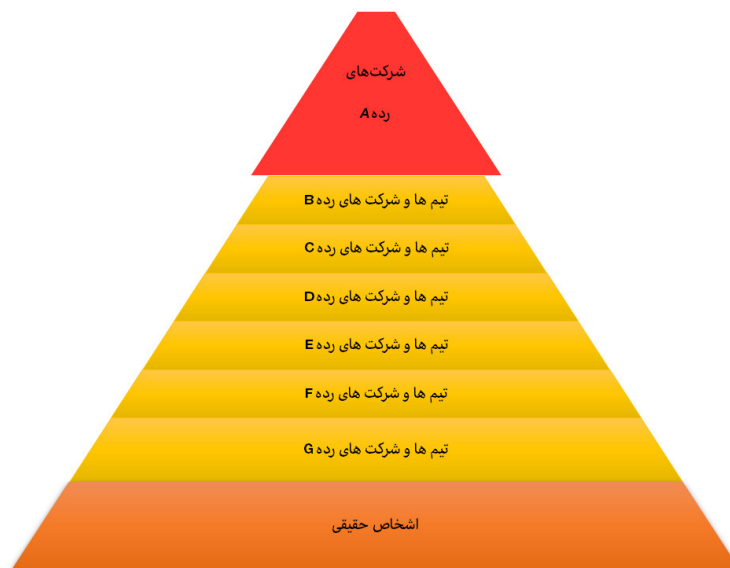 شرکت‌های
رده A
تیم ها و شرکت های رده B
تیم ها و شرکت های رده C
تیم ها و شرکت های رده D
تیم ها و شرکت های رده E
تیم ها و شرکت های رده F
تیم ها و شرکت های رده G
اشخاص حقیقی